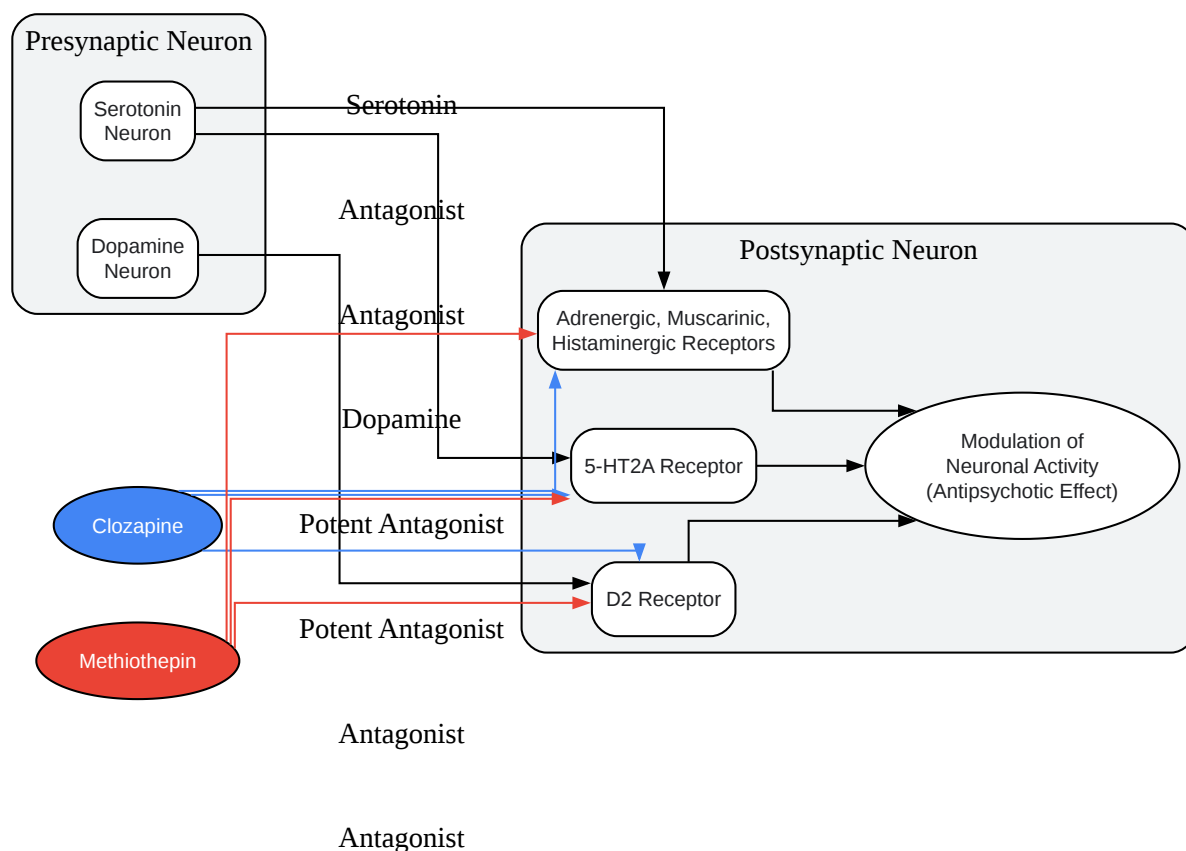 Presynaptic Neuron
Serotonin
Neuron
Dopamine
Neuron
Serotonin
Antagonist
Antagonist
Dopamine
Potent Antagonist
Potent Antagonist
Antagonist
Antagonist
Clozapine
Methiothepin
Postsynaptic Neuron
Adrenergic, Muscarinic,
Histaminergic Receptors
5-HT2A Receptor
D2 Receptor
Modulation of
Neuronal Activity
(Antipsychotic Effect)